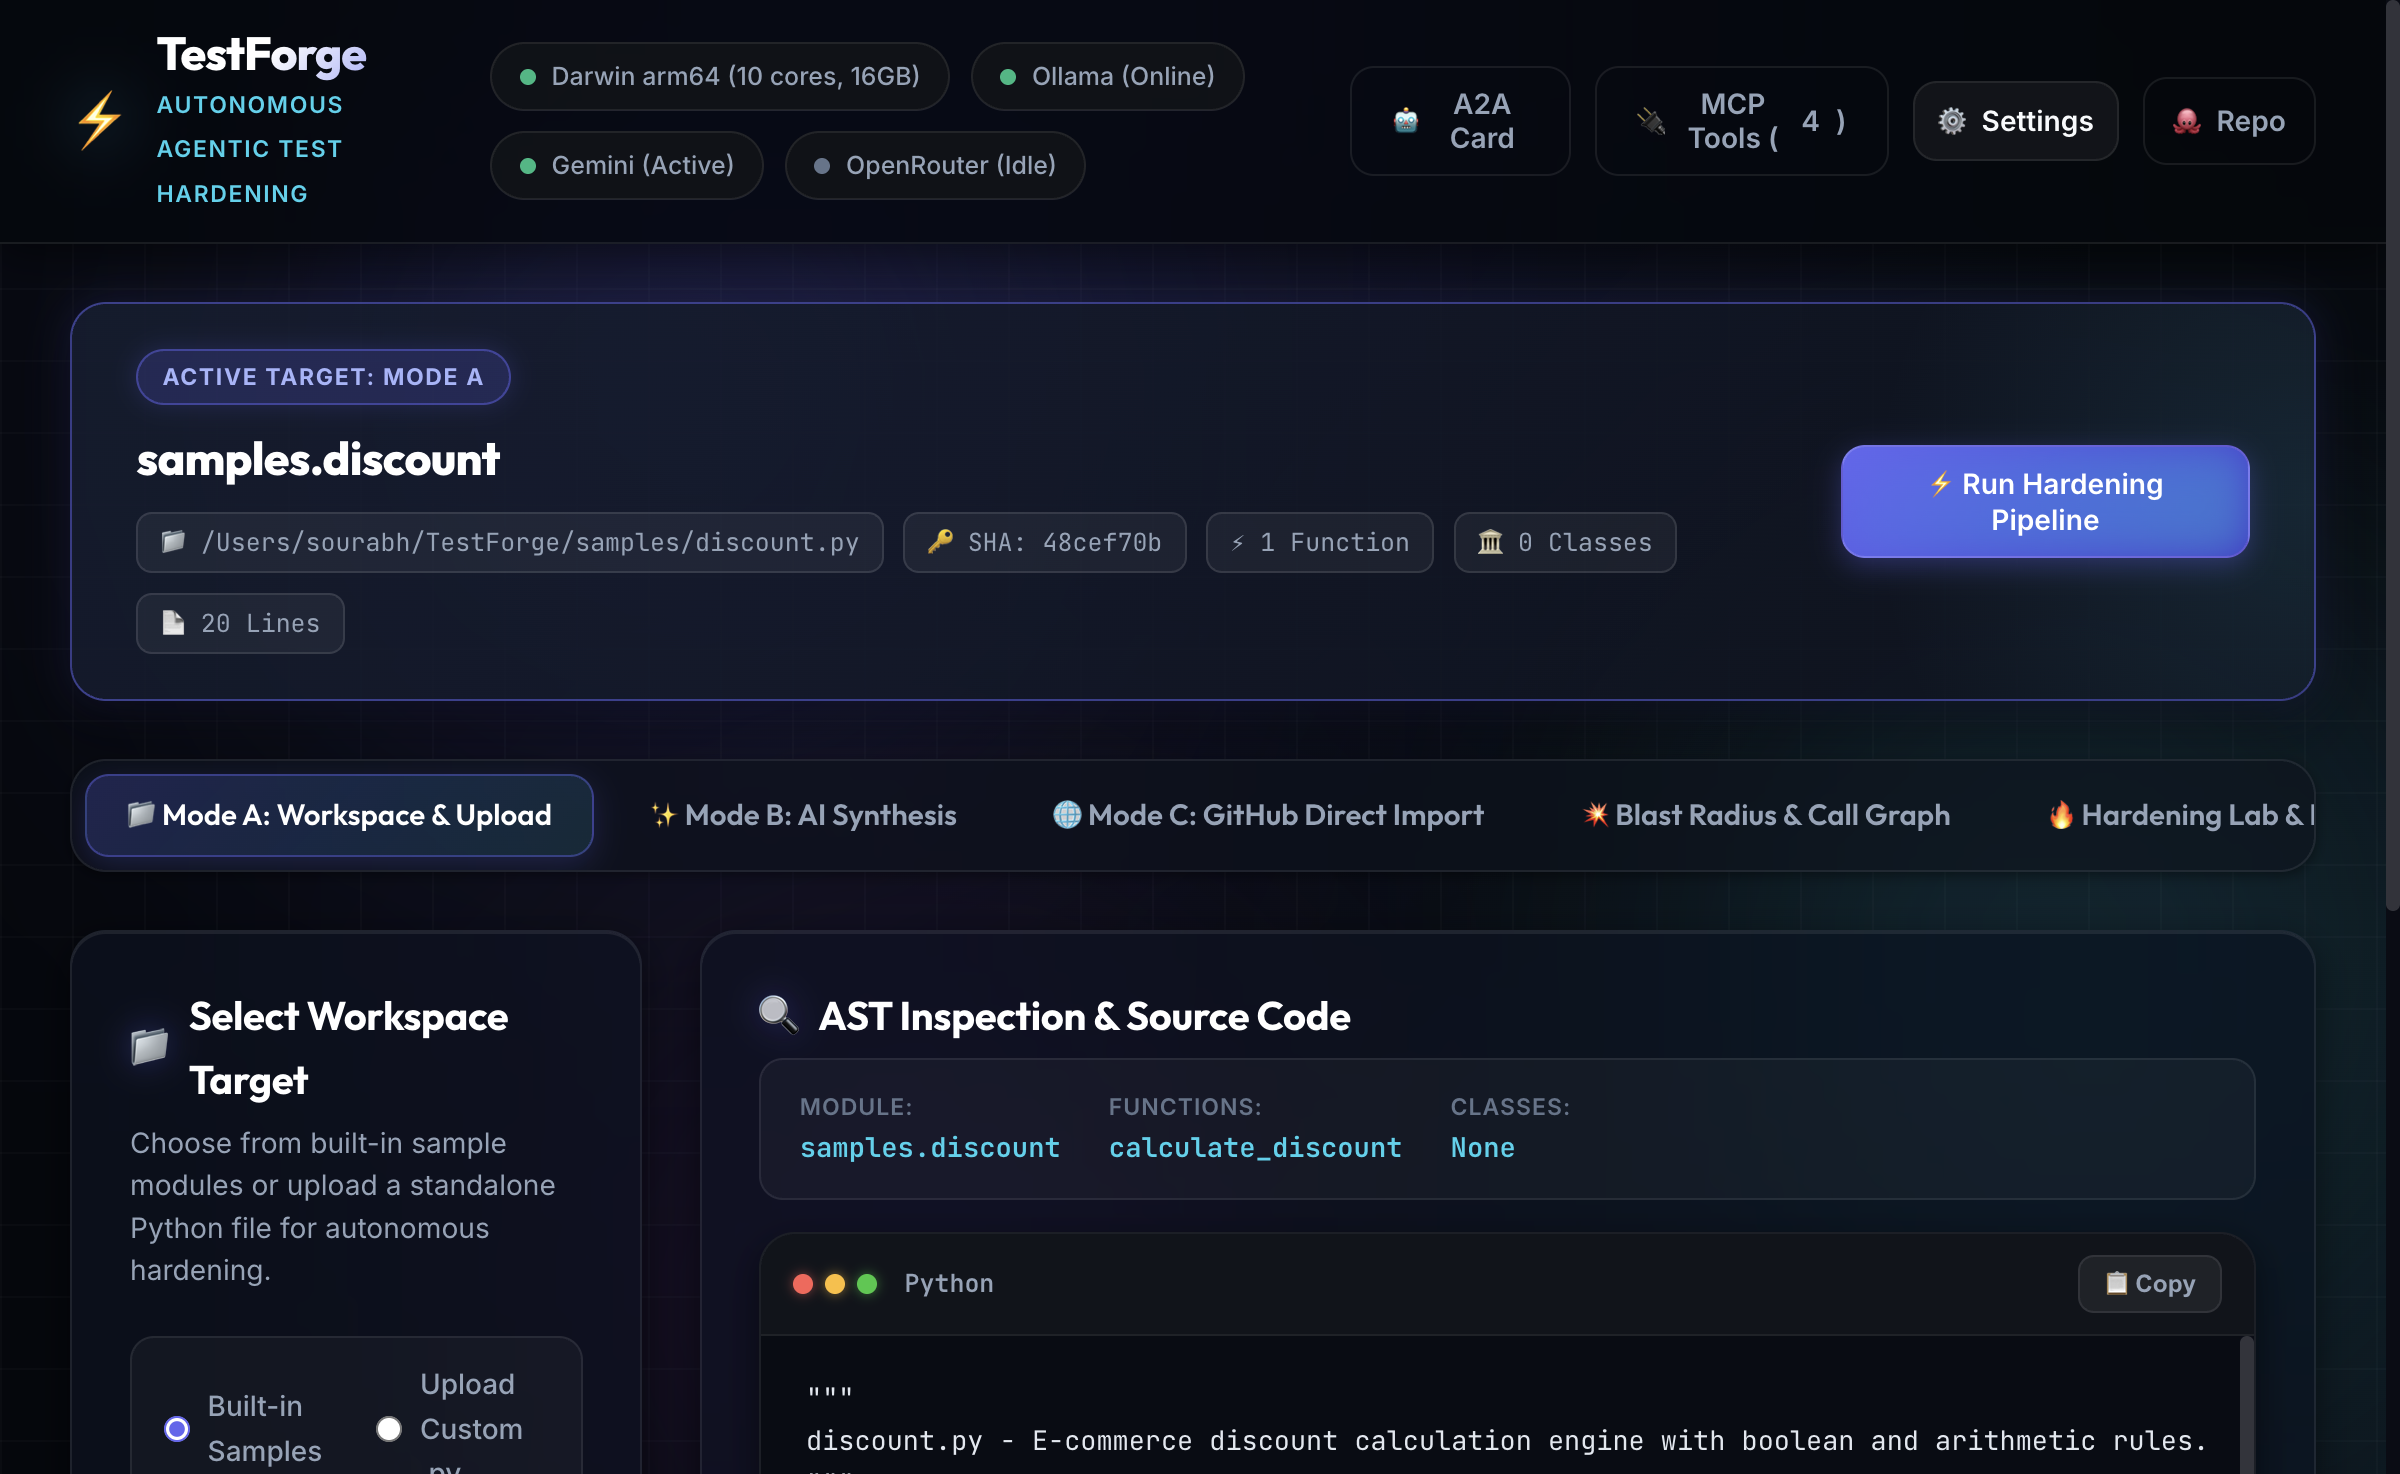 TestForge
AUTONOMOUS
AGENTIC TEST
HARDENING
Darwin arm64 (10 cores, 16GB)
Ollama (Online)
Gemini (Active)
OpenRouter (Idle)
A2A
Card
MCP
Tools ( 4 )
Settings
Repo
ACTIVE TARGET: MODE A
samples.discount
/Users/sourabh/TestForge/samples/discount.py
SHA: 48cef70b
⚡ 1 Function
0 Classes
20 Lines
⚡ Run Hardening
Pipeline
Mode A: Workspace & Upload
Mode B: AI Synthesis
Mode C: GitHub Direct Import
Blast Radius & Call Graph
Hardening Lab &
Select Workspace
Target
Choose from built-in sample
modules or upload a standalone
Python file for autonomous
hardening.
Built-in
Samples
Upload
Custom
AST Inspection & Source Code
MODULE:
samples.discount
FUNCTIONS:
calculate_discount
CLASSES:
None
Python
Copy
"""
discount.py - E-commerce discount calculation engine with boolean and arithmetic rules.